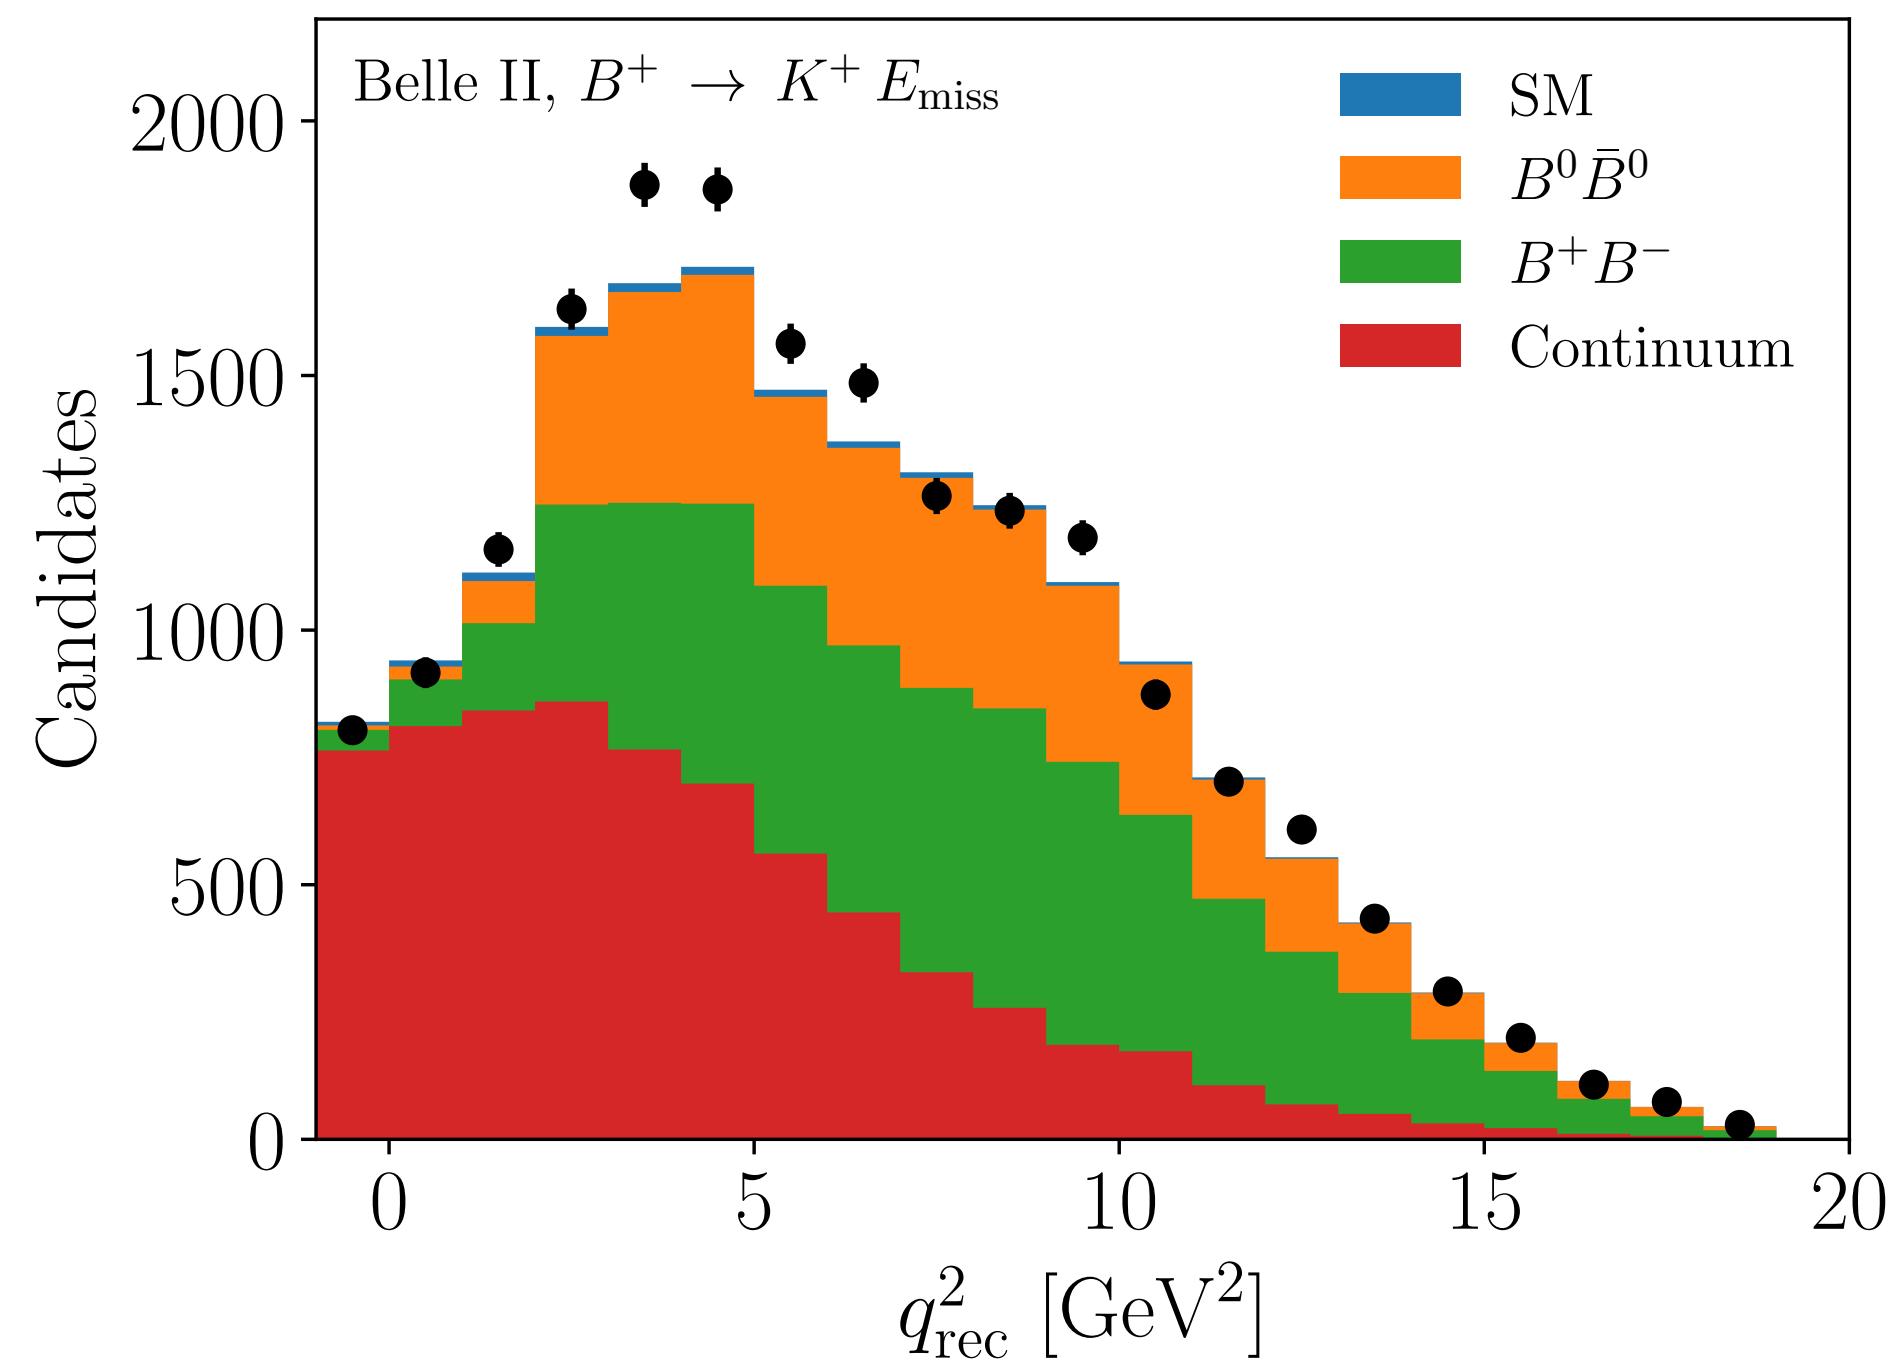 Belle II, B⁺ → K⁺ E_miss
SM
B⁰B̄⁰
B⁺B⁻
Continuum
Candidates
2000
1500
1000
500
0
0 5 10 15 20
q²_rec [GeV²]